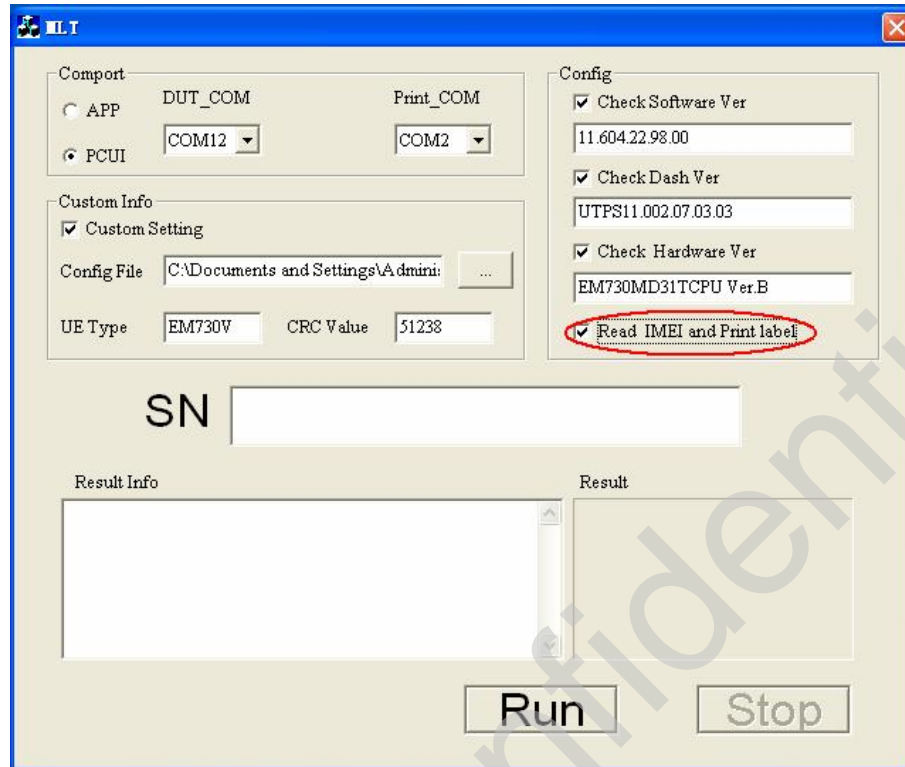 MLT
Comport
APP
DUT_COM
Print_COM
COM12
COM2
PCUI
Custom Info
Custom Setting
Config File
C:\Documents and Settings\Admini
...
UE Type
EM730V
CRC Value
51238
Config
Check Software Ver
11.604.22.98.00
Check Dash Ver
UTPS11.002.07.03.03
Check Hardware Ver
EM730MD31TCPU Ver.B
Read IMEI and Print label
SN
Result Info
Result
Run
Stop
nfidenti